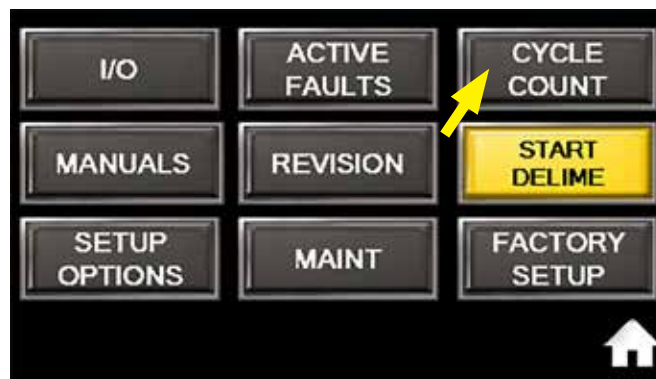 I/O
ACTIVE
FAULTS
CYCLE
COUNT
MANUALS
REVISION
START
DELIME
SETUP
OPTIONS
MAINT
FACTORY
SETUP